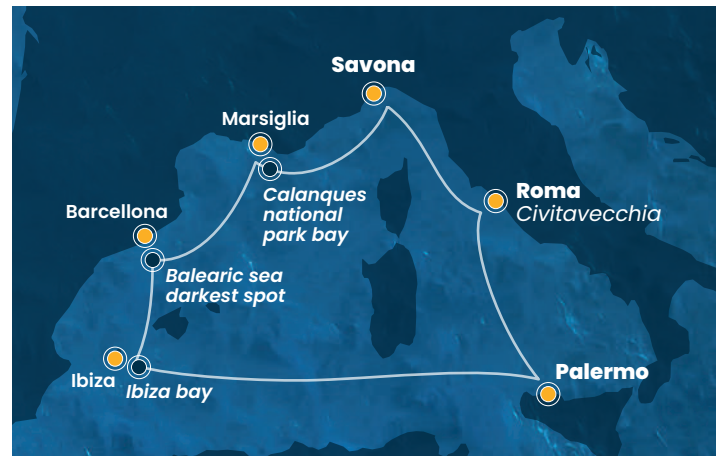 Savona
Marsiglia
Calanques
national
park bay
Roma
Civitavecchia
Barcellona
Balearic sea
darkest spot
Ibiza
Ibiza bay
Palermo